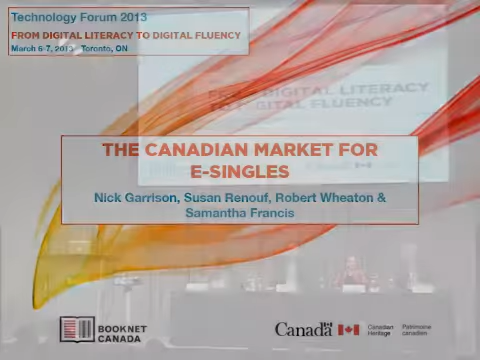 Technology Forum 2013
FROM DIGITAL LITERACY TO DIGITAL FLUENCY
March 6-7, 2013 Toronto, ON
FROM DIGITAL LITERACY
TO DIGITAL FLUENCY
THE CANADIAN MARKET FOR
E-SINGLES
Nick Garrison, Susan Renouf, Robert Wheaton &
Samantha Francis
BOOKNET
CANADA
Canada
Canadian Patrimoine
Heritage canadien